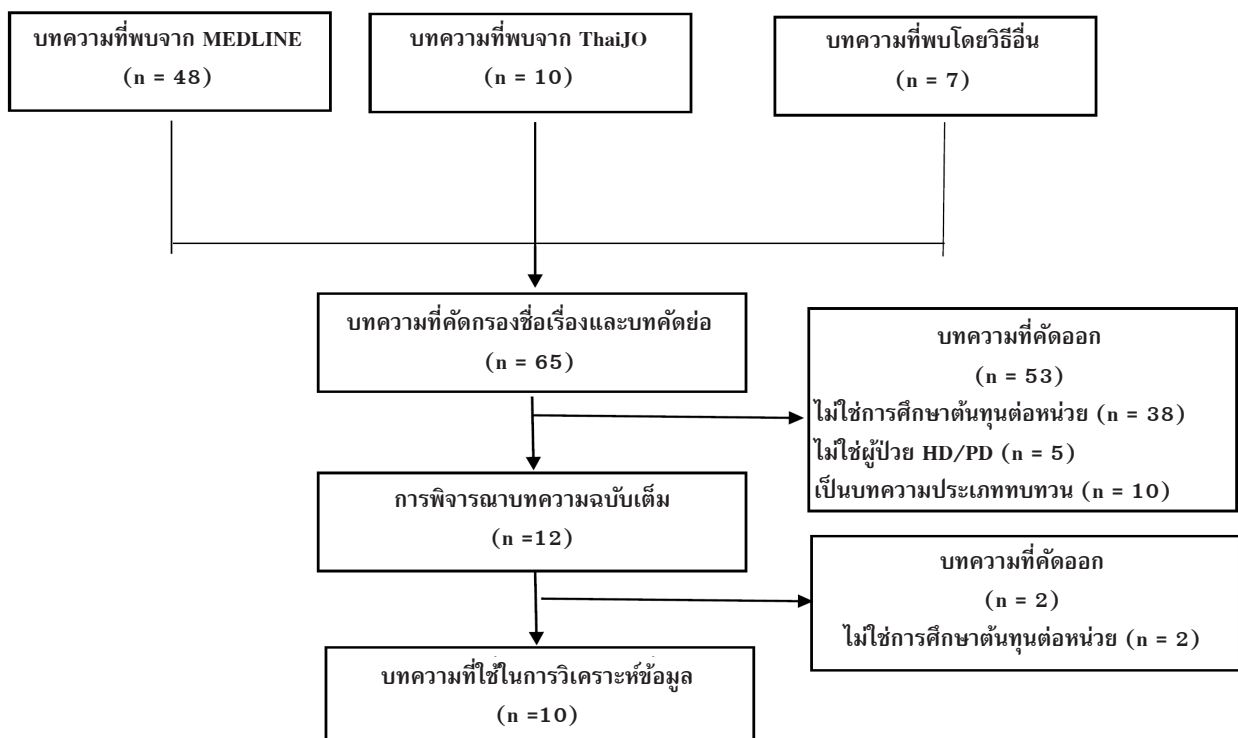 บทความที่พบจาก MEDLINE
(n = 48)
บทความที่พบจาก ThaiJO
(n = 10)
บทความที่พบโดยวิธีอื่น
(n = 7)
บทความที่คัดกรองชื่อเรื่องและบทคัดย่อ
(n = 65)
บทความที่คัดออก
(n = 53)
ไม่ใช่การศึกษาต้นทุนต่อหน่วย (n = 38)
ไม่ใช่ผู้ป่วย HD/PD (n = 5)
เป็นบทความประเภททบทวน (n = 10)
การพิจารณาบทความฉบับเต็ม
(n =12)
บทความที่คัดออก
(n = 2)
ไม่ใช่การศึกษาต้นทุนต่อหน่วย (n = 2)
บทความที่ใช้ในการวิเคราะห์ข้อมูล
(n =10)